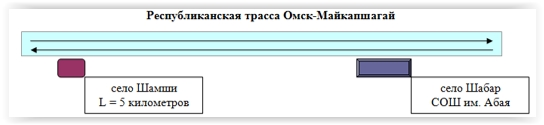 Республиканская трасса Омск-Майкапшагай
село Шамши
L = 5 километров
село Шабар
СОШ им. Абая